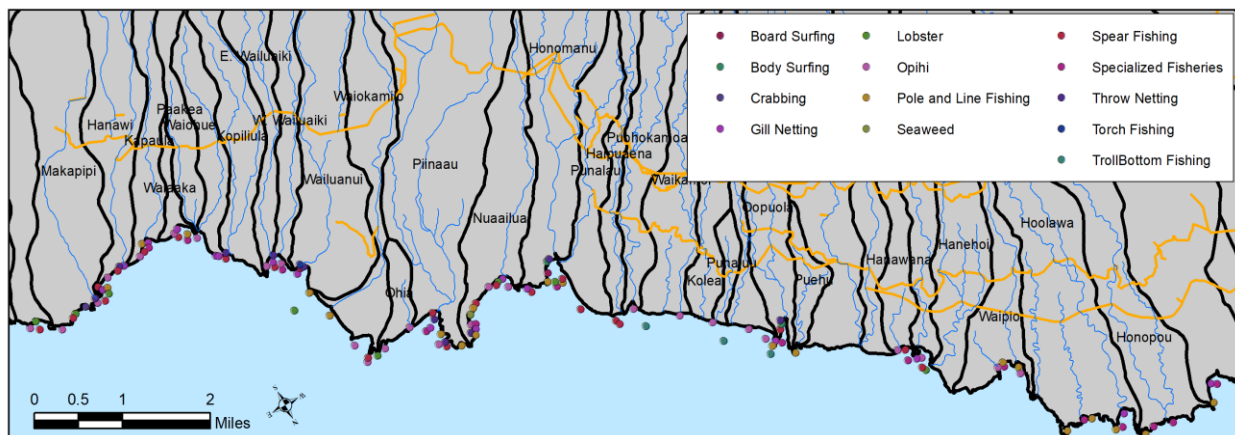 Board Surfing
Body Surfing
Crabbing
Gill Netting
Lobster
Opihi
Pole and Line Fishing
Seaweed
Spear Fishing
Specialized Fisheries
Throw Netting
Torch Fishing
TrollBottom Fishing
Honomanu
E. Wailuaiki
Waiokamilo
Paakea
Hanawi
Waiohue
W. Wailuaiki
Kapaula
Kopiliula
Puohokamoa
Haipuaena
Makapipi
Piinaau
Punalau
Waiaaka
Wailuanui
Waikamoi
Nuaailua
Oopuola
Hoolawa
Hanehoi
Punaluu
Hanawana
Kolea
Puehu
Ohia
Waipio
Honopou
0 0.5 1 2
Miles